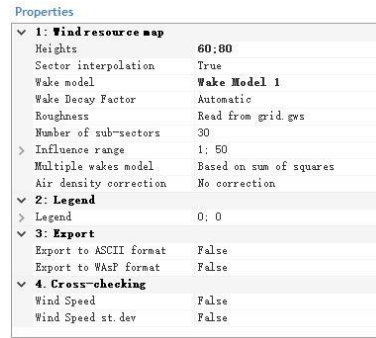 Properties
1: Wind resource map
Heights 60;80
Sector interpolation True
Wake model Wake Model 1
Wake Decay Factor Automatic
Roughness Read from grid.gws
Number of sub-sectors 30
Influence range 1; 50
Multiple wakes model Based on sum of squares
Air density correction No correction
2: Legend
Legend 0; 0
3: Export
Export to ASCII format False
Export to WAsP format False
4. Cross-checking
Wind Speed False
Wind Speed st.dev False